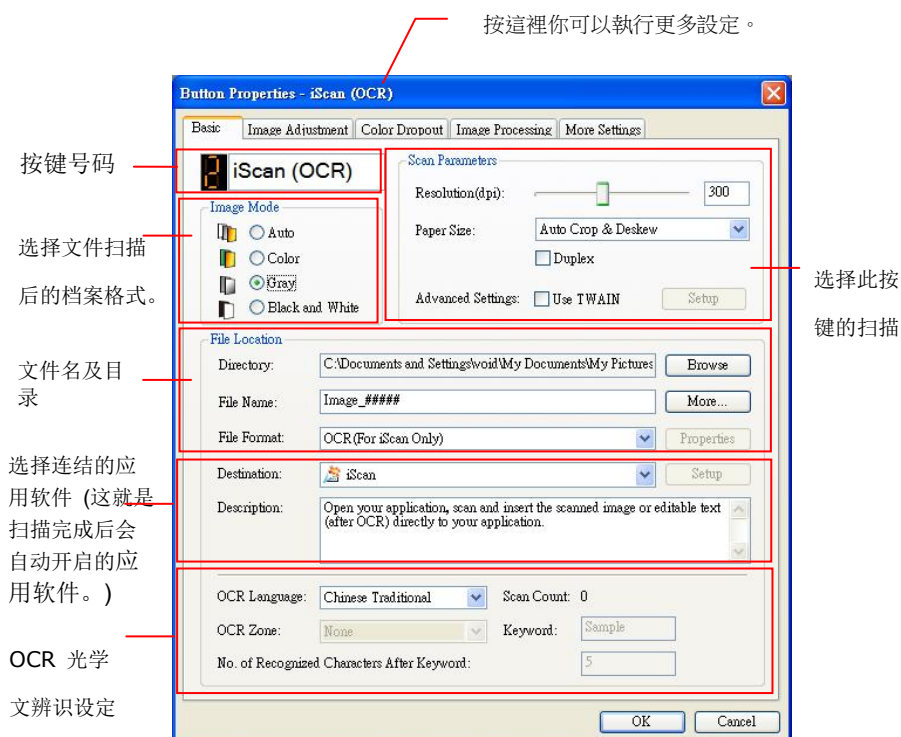 按這裡你可以執行更多設定。
Button Properties - iScan (OCR)
Basic Image Adjustment Color Dropout Image Processing More Settings
按键号码
2 iScan (OCR)
Scan Parameters
Resolution(dpi): 300
Paper Size: Auto Crop & Deskew
Duplex
Advanced Settings: Use TWAIN Setup
选择此按
键的扫描
Image Mode
Auto
Color
Gray
Black and White
选择文件扫描
后的档案格式。
File Location
Directory: C:\Documents and Settings\void\My Documents\My Pictures Browse
File Name: Image_##### More...
File Format: OCR(For iScan Only) Properties
文件名及目
录
Destination: iScan Setup
Description: Open your application, scan and insert the scanned image or editable text
(after OCR) directly to your application.
选择连结的应
用软件 (这就是
扫描完成后会
自动开启的应
用软件。)
OCR Language: Chinese Traditional Scan Count: 0
OCR Zone: None Keyword: Sample
No. of Recognized Characters After Keyword: 5
OCR 光学
文辨识设定
OK Cancel